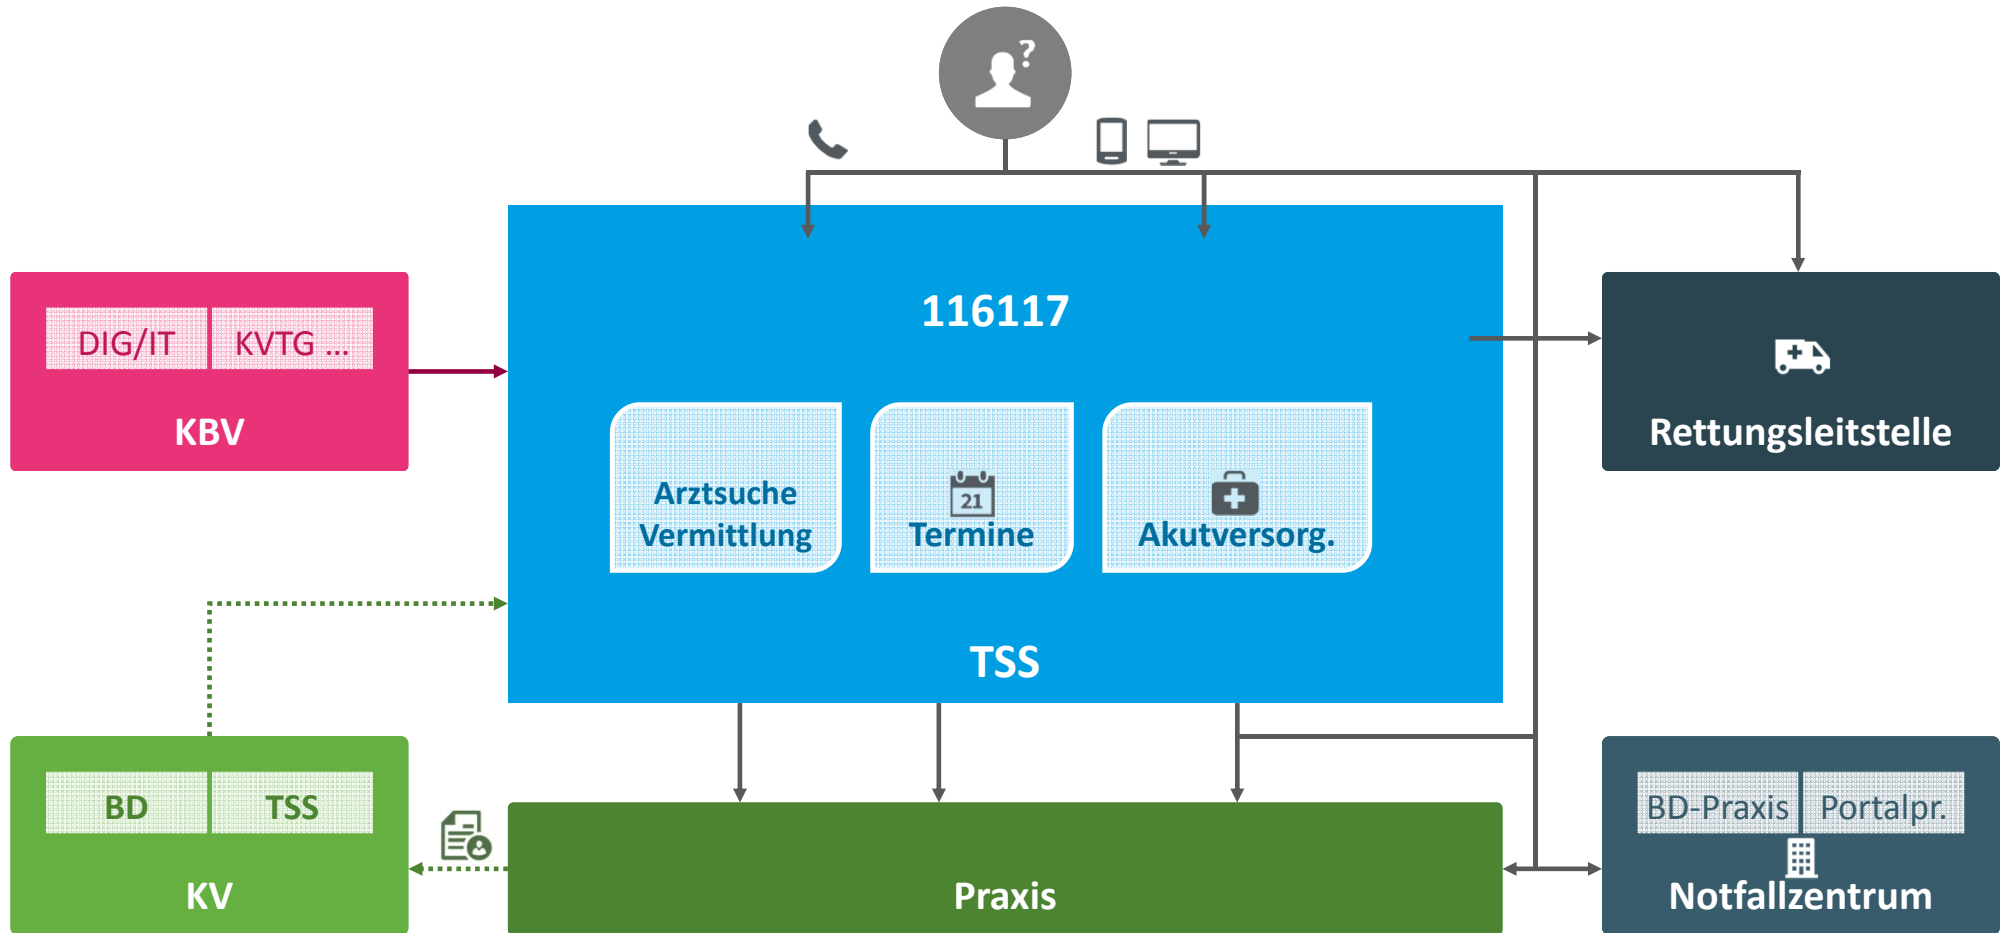 ?
116117
DIG/IT
KVTG ...
KBV
Rettungsleitstelle
Arztsuche
Vermittlung
21
Termine
Akutversorg.
TSS
BD
TSS
KV
Praxis
BD-Praxis
Portalpr.
Notfallzentrum